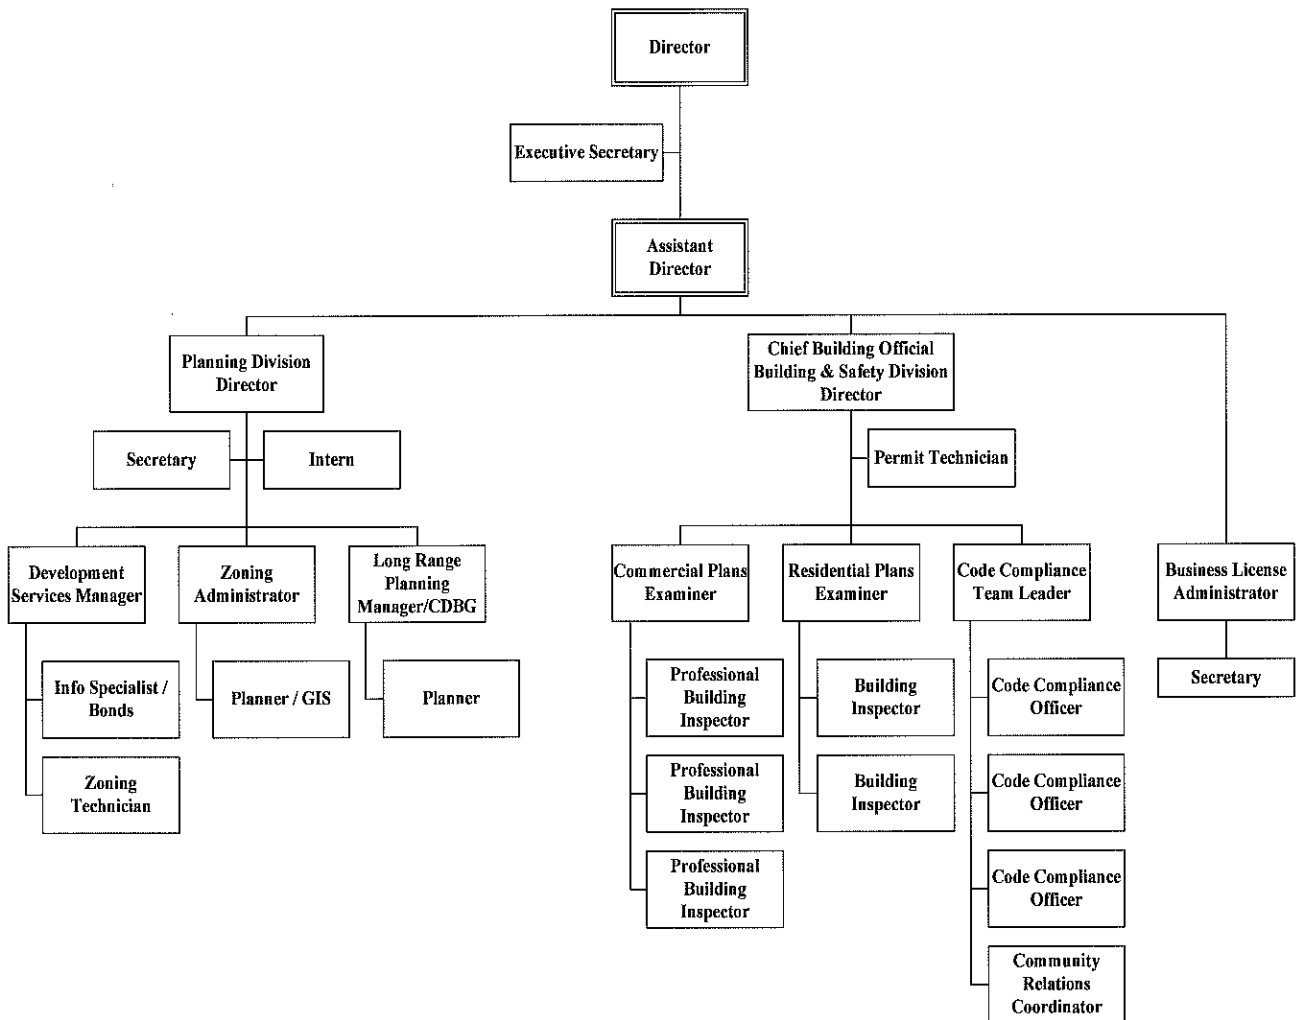 Director
Executive Secretary
Assistant
Director
Planning Division
Director
Chief Building Official
Building & Safety Division
Director
Secretary
Intern
Permit Technician
Development
Services Manager
Zoning
Administrator
Long Range
Planning
Manager/CDBG
Commercial Plans
Examiner
Residential Plans
Examiner
Code Compliance
Team Leader
Business License
Administrator
Info Specialist /
Bonds
Planner / GIS
Planner
Professional
Building
Inspector
Building
Inspector
Code Compliance
Officer
Secretary
Zoning
Technician
Professional
Building
Inspector
Building
Inspector
Code Compliance
Officer
Professional
Building
Inspector
Code Compliance
Officer
Community
Relations
Coordinator